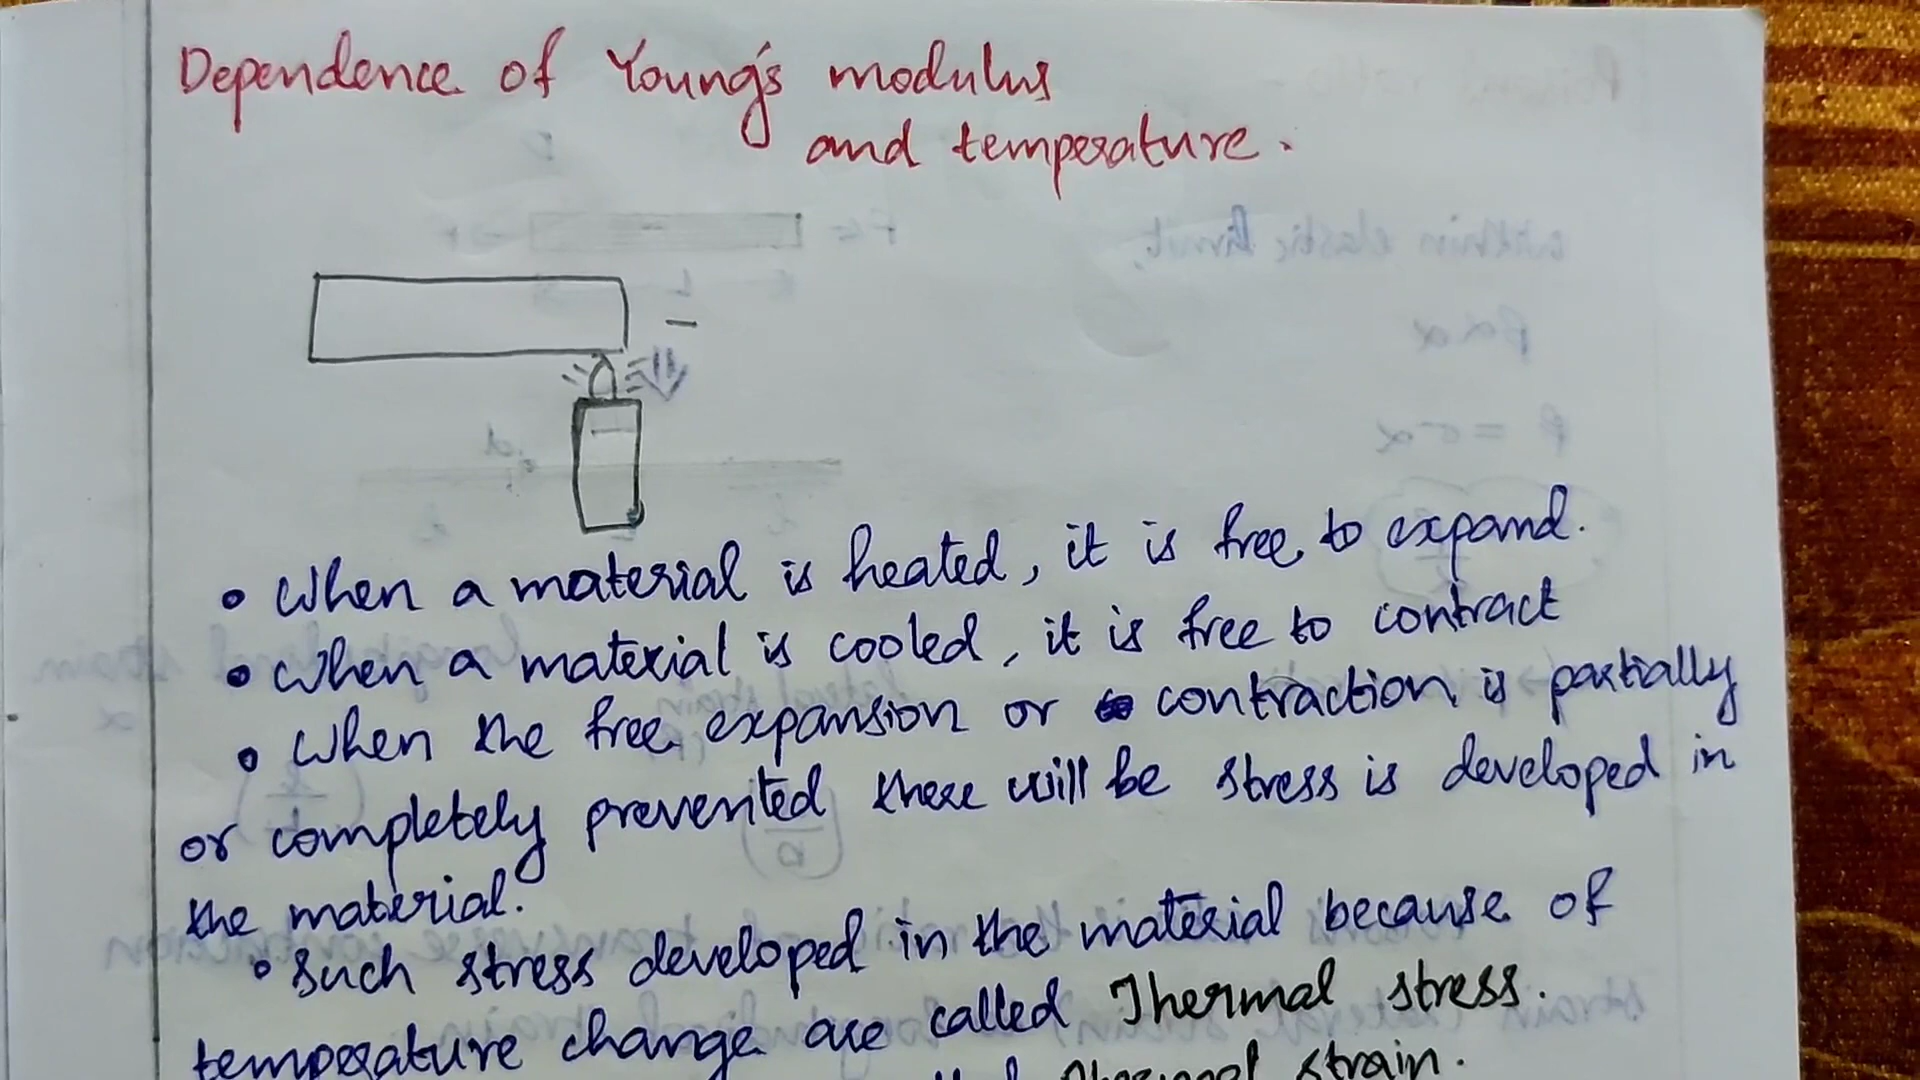 Dependence of Young's modulus
and temperature.
• When a material is heated, it is free to expand.
• When a material is cooled, it is free to contract
• When the free expansion or contraction is partially
or completely prevented there will be stress is developed in
the material.
• Such stress developed in the material because of
temperature change are called Thermal stress.
strain.